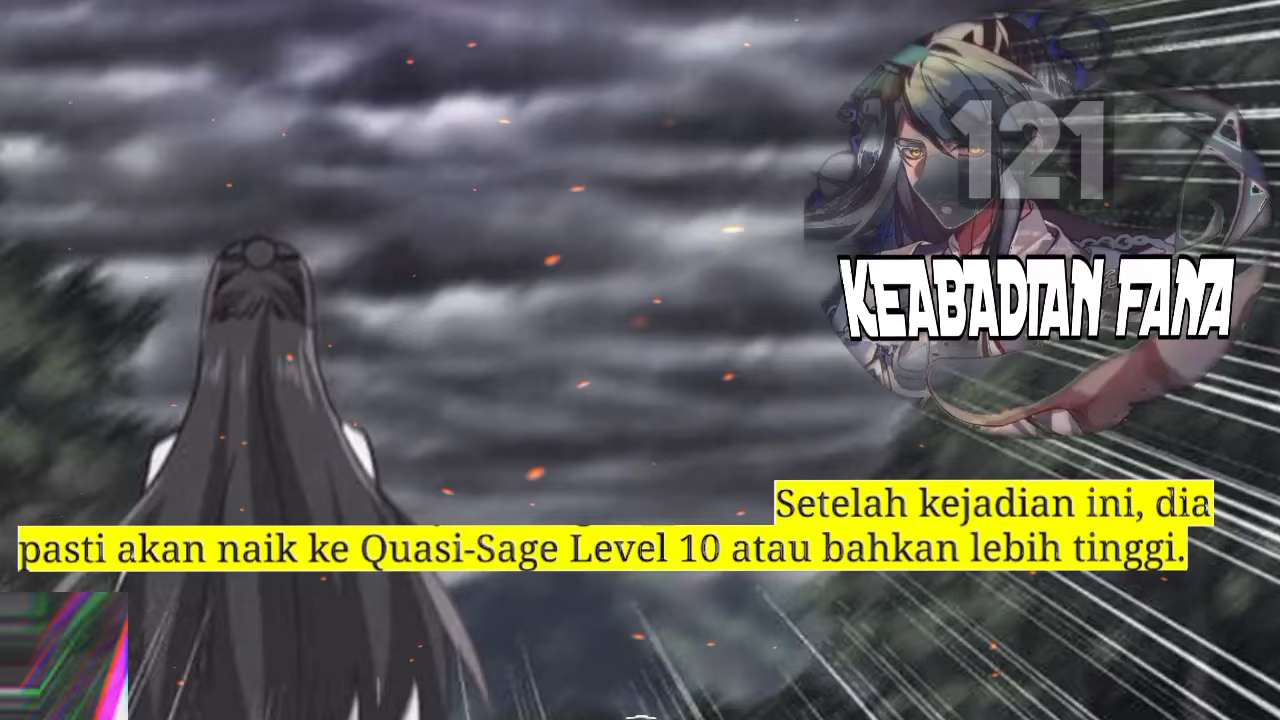 121
KEABADIAN FANA
Setelah kejadian ini, dia
pasti akan naik ke Quasi-Sage Level 10 atau bahkan lebih tinggi.